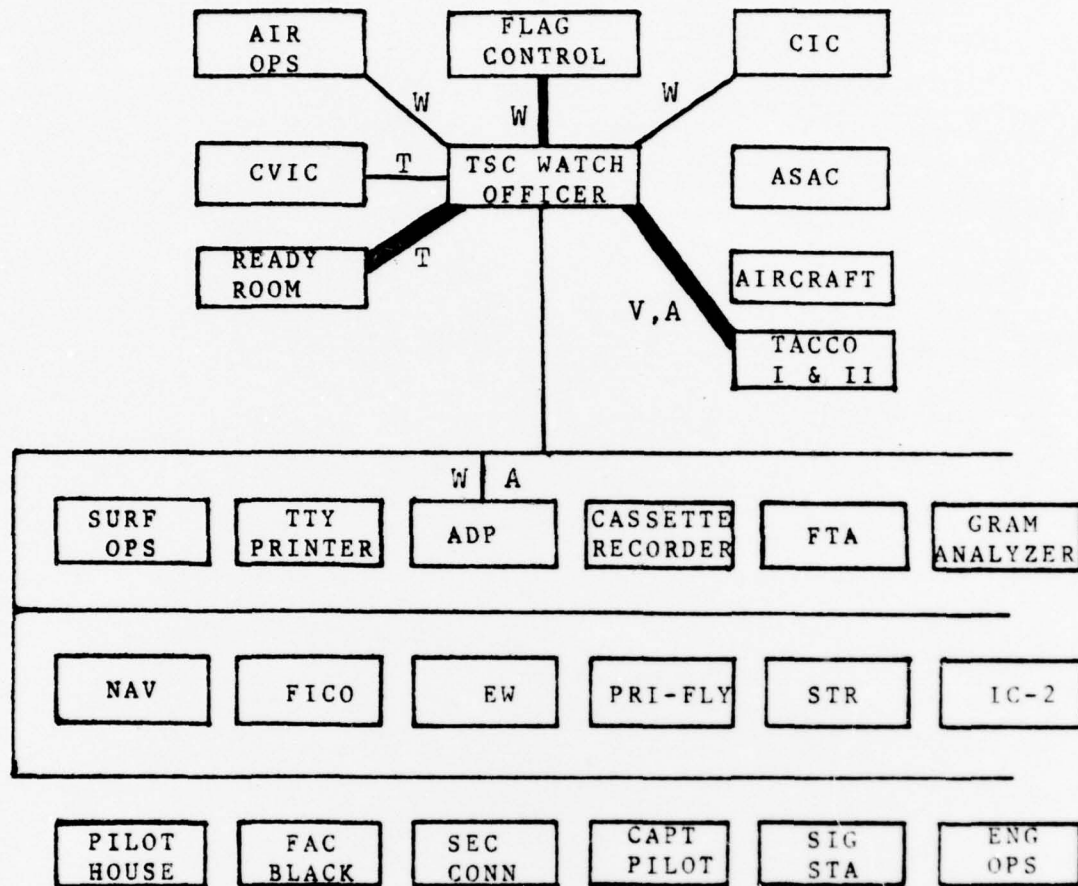 AIR
OPS
FLAG
CONTROL
CIC
W
W
W
CVIC
T
TSC WATCH
OFFICER
ASAC
READY
ROOM
T
AIRCRAFT
V,A
TACCO
I & II
W A
SURF
OPS
TTY
PRINTER
ADP
CASSETTE
RECORDER
FTA
GRAM
ANALYZER
NAV
FICO
EW
PRI-FLY
STR
IC-2
PILOT
HOUSE
FAC
BLACK
SEC
CONN
CAPT
PILOT
SIG
STA
ENG
OPS